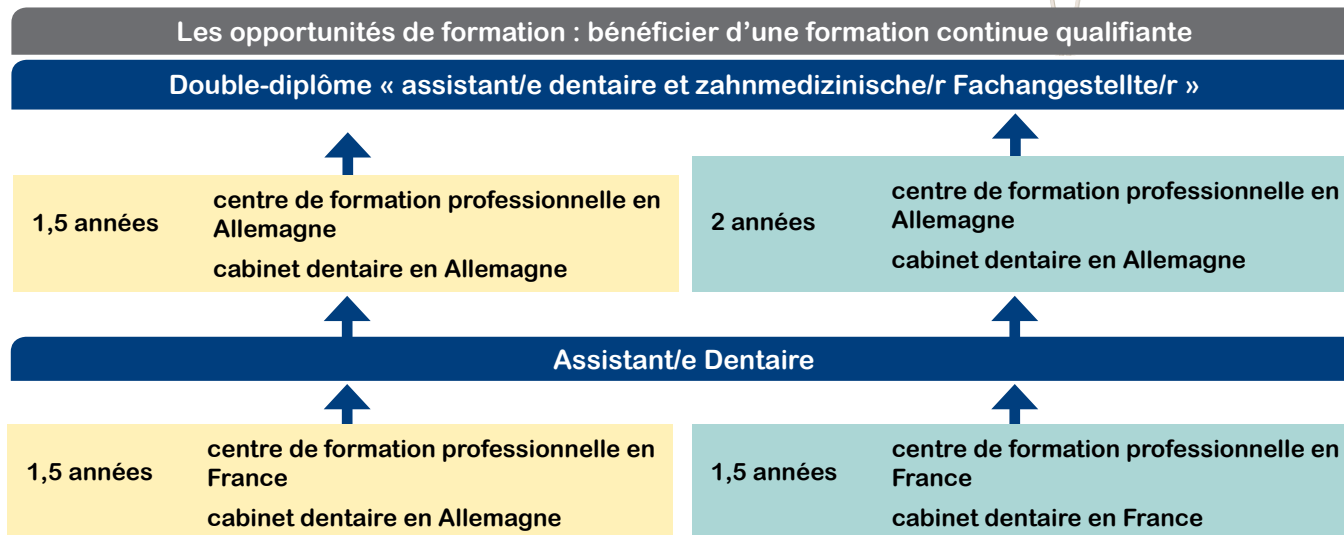 Les opportunités de formation : bénéficier d’une formation continue qualifiante
Double-diplôme « assistant/e dentaire et zahnmedizinische/r Fachangestellte/r »
1,5 années
centre de formation professionnelle en
Allemagne
cabinet dentaire en Allemagne
2 années
centre de formation professionnelle en
Allemagne
cabinet dentaire en Allemagne
Assistant/e Dentaire
1,5 années
centre de formation professionnelle en
France
cabinet dentaire en Allemagne
1,5 années
centre de formation professionnelle en
France
cabinet dentaire en France